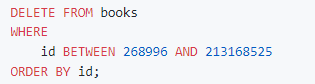 DELETE FROM books
WHERE
    id BETWEEN 268996 AND 213168525
ORDER BY id;